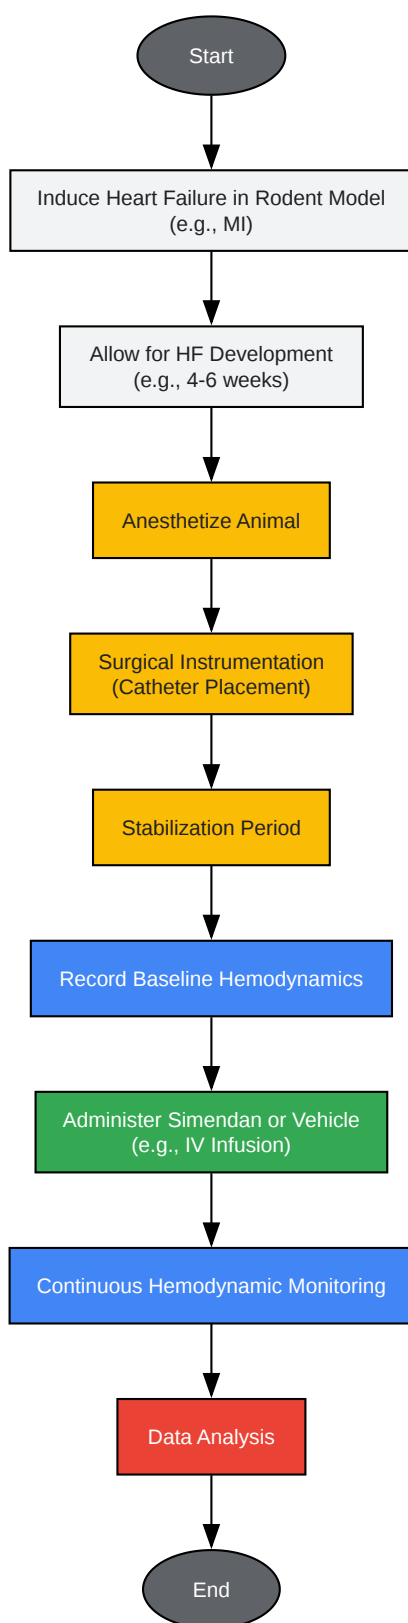 Start
Induce Heart Failure in Rodent Model
(e.g., MI)
Allow for HF Development
(e.g., 4-6 weeks)
Anesthetize Animal
Surgical Instrumentation
(Catheter Placement)
Stabilization Period
Record Baseline Hemodynamics
Administer Simendan or Vehicle
(e.g., IV Infusion)
Continuous Hemodynamic Monitoring
Data Analysis
End